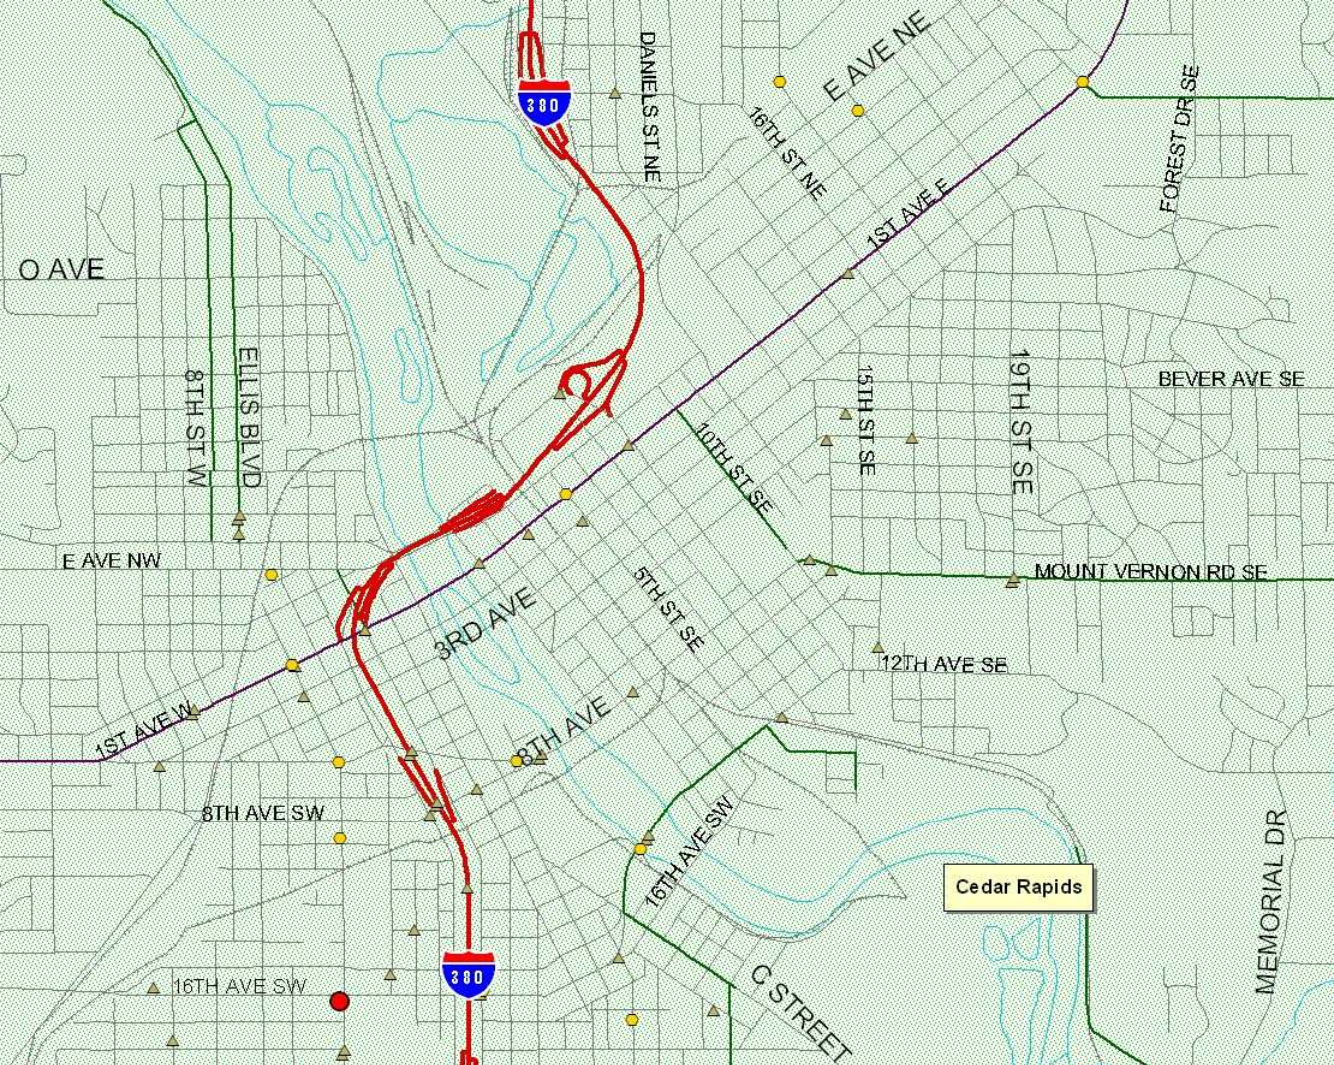 DANIELS ST NE
E AVE NE
380
16TH ST NE
FOREST DR SE
1ST AVE E
O AVE
8TH ST W
ELLIS BLVD
15TH ST SE
19TH ST SE
BEVER AVE SE
10TH ST SE
E AVE NW
MOUNT VERNON RD SE
5TH ST SE
3RD AVE
12TH AVE SE
1ST AVE W
8TH AVE
8TH AVE SW
16TH AVE SW
Cedar Rapids
MEMORIAL DR
380
16TH AVE SW
C STREET